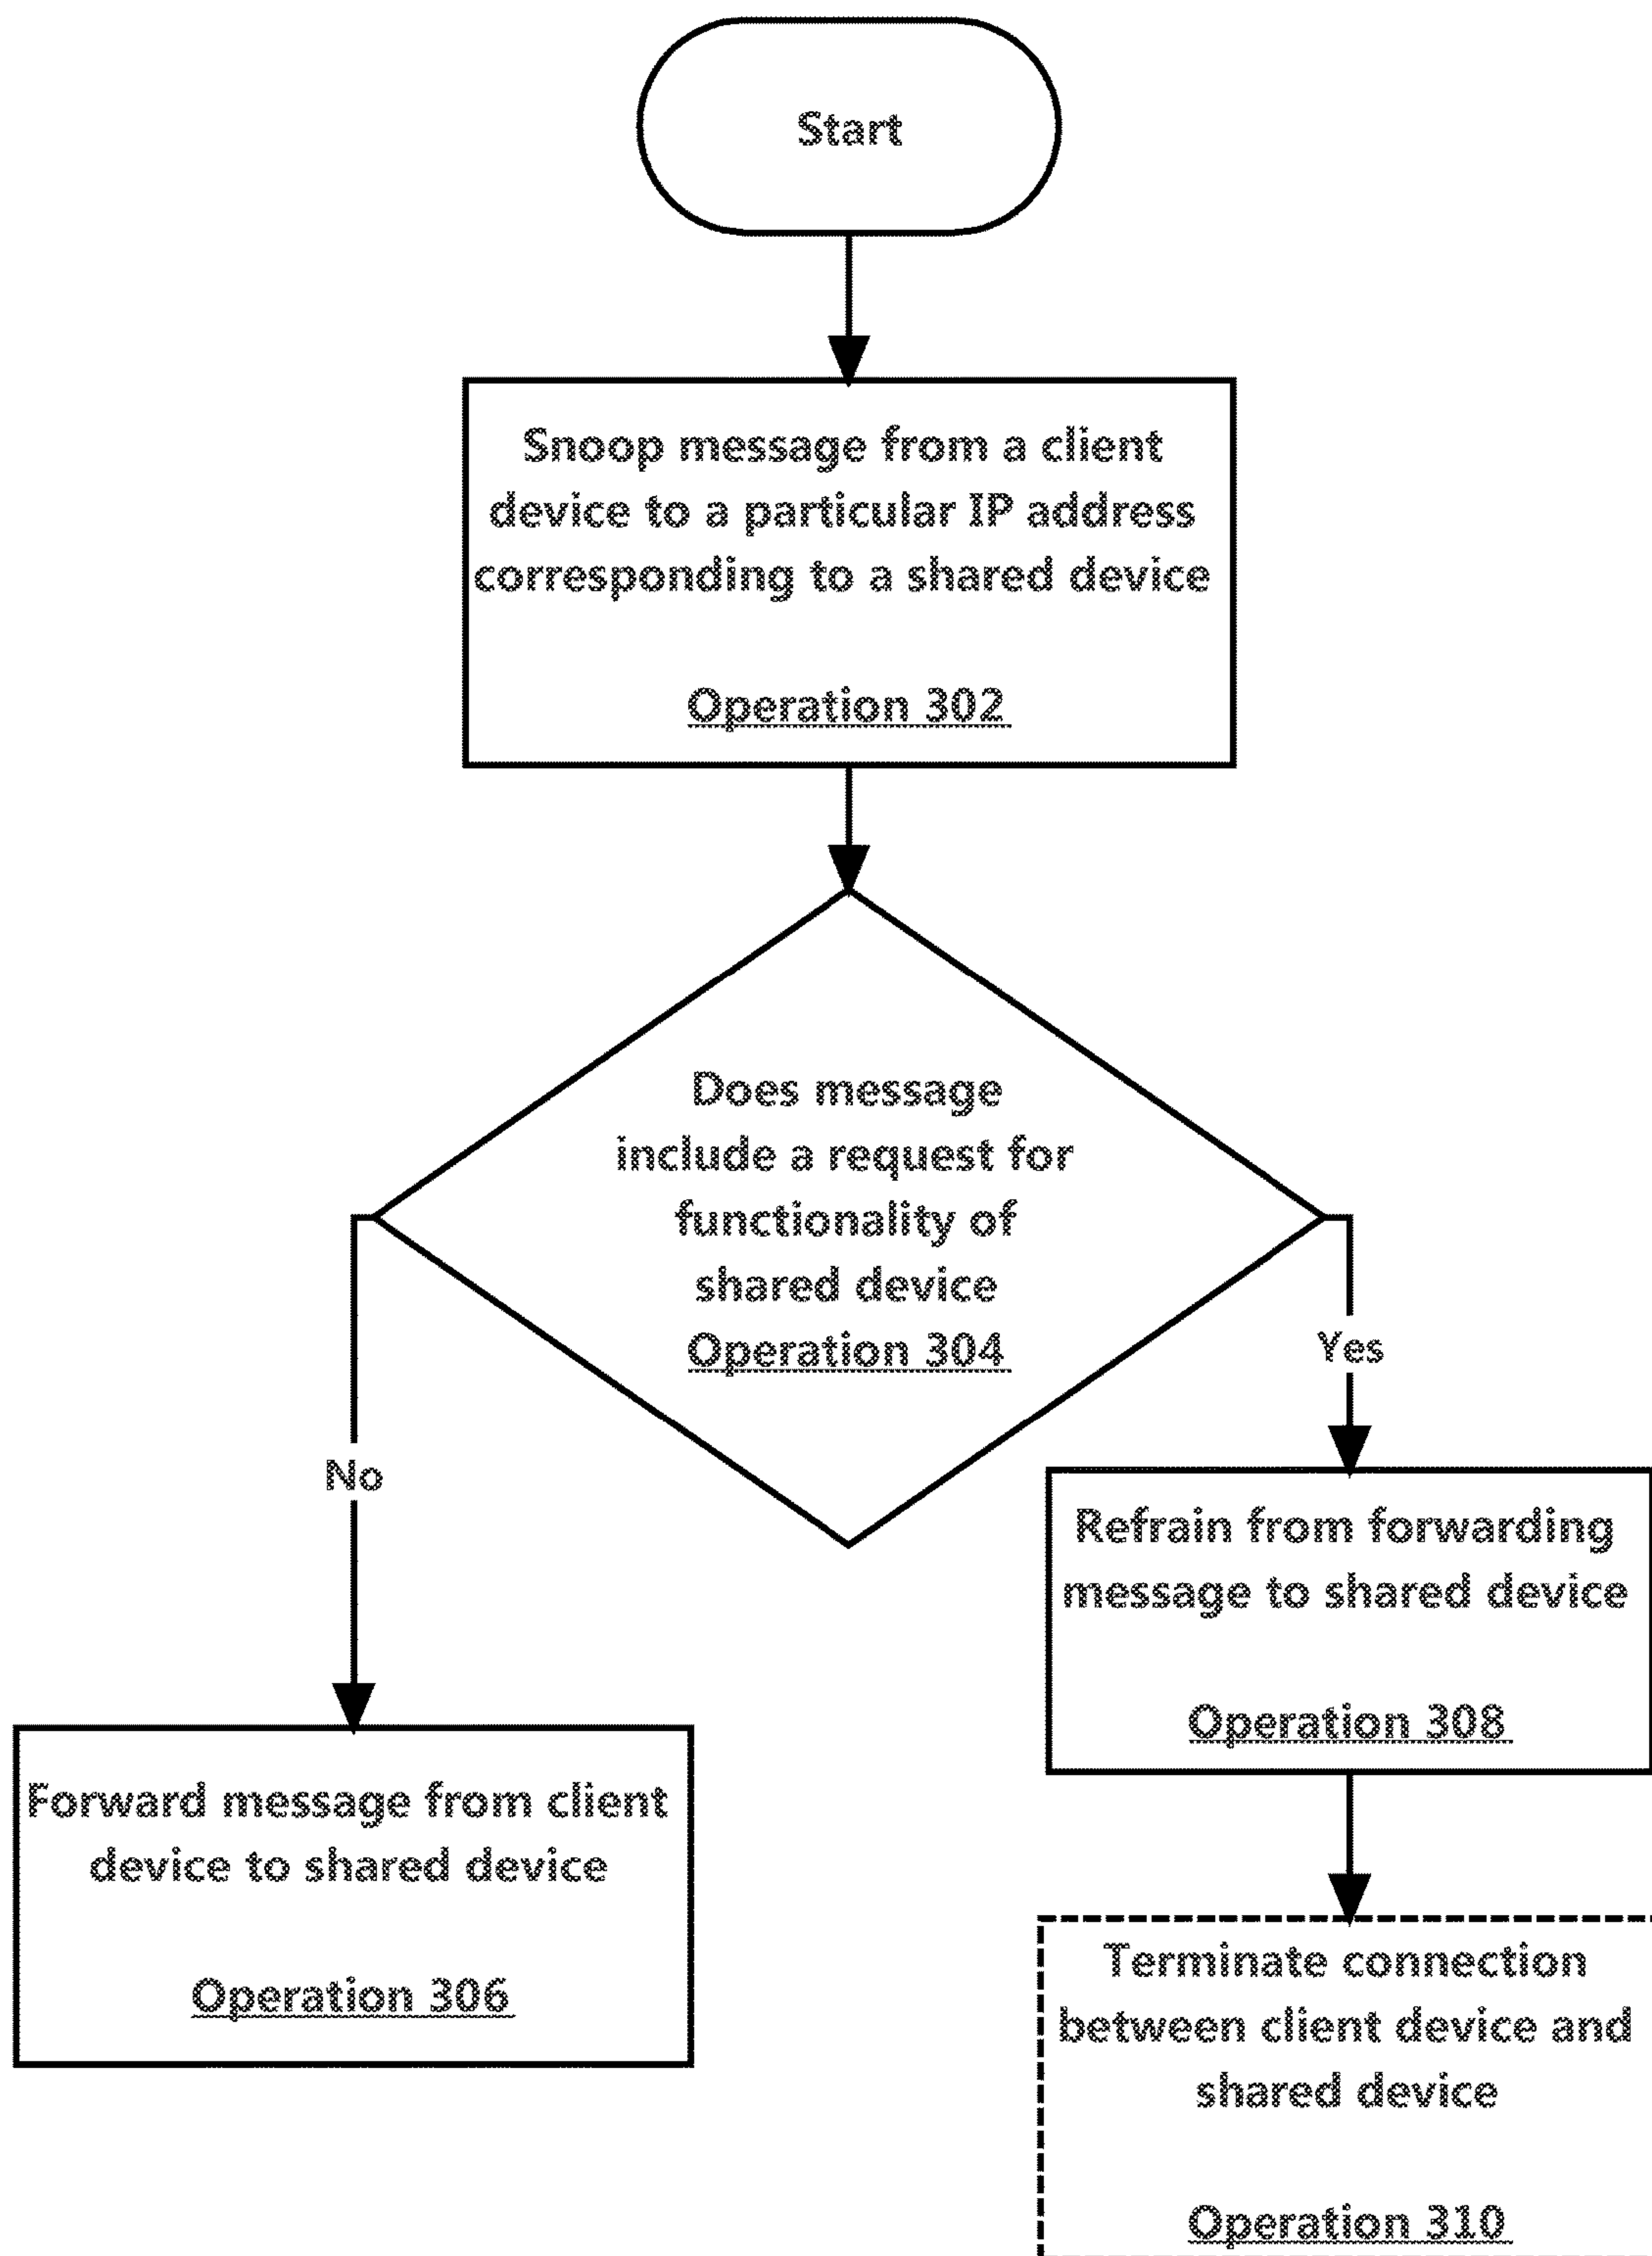 Start
Snoop message from a client
device to a particular IP address
corresponding to a shared device
Operation 302
Does message
include a request for
functionality of
shared device
Operation 304
Yes
No
Refrain from forwarding
message to shared device
Operation 308
Forward message from client
device to shared device
Operation 306
Terminate connection
between client device and
shared device
Operation 310